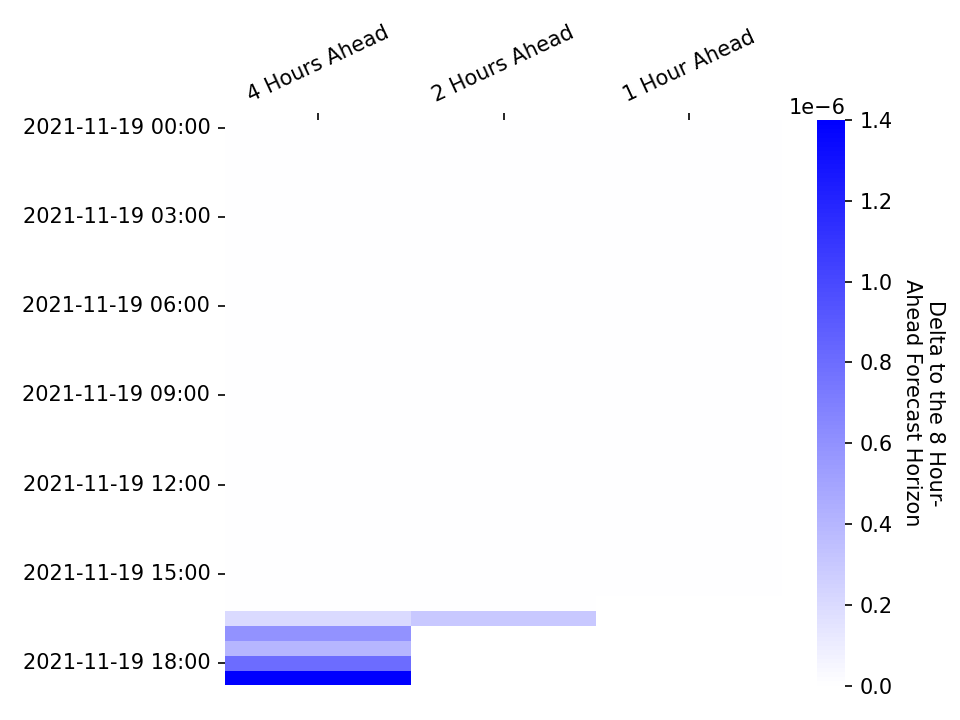 4 Hours Ahead
2 Hours Ahead
1 Hour Ahead
2021-11-19 00:00
2021-11-19 03:00
2021-11-19 06:00
2021-11-19 09:00
2021-11-19 12:00
2021-11-19 15:00
2021-11-19 18:00
1e−6
1.4
1.2
1.0
0.8
0.6
0.4
0.2
0.0
Delta to the 8 Hour-
Ahead Forecast Horizon